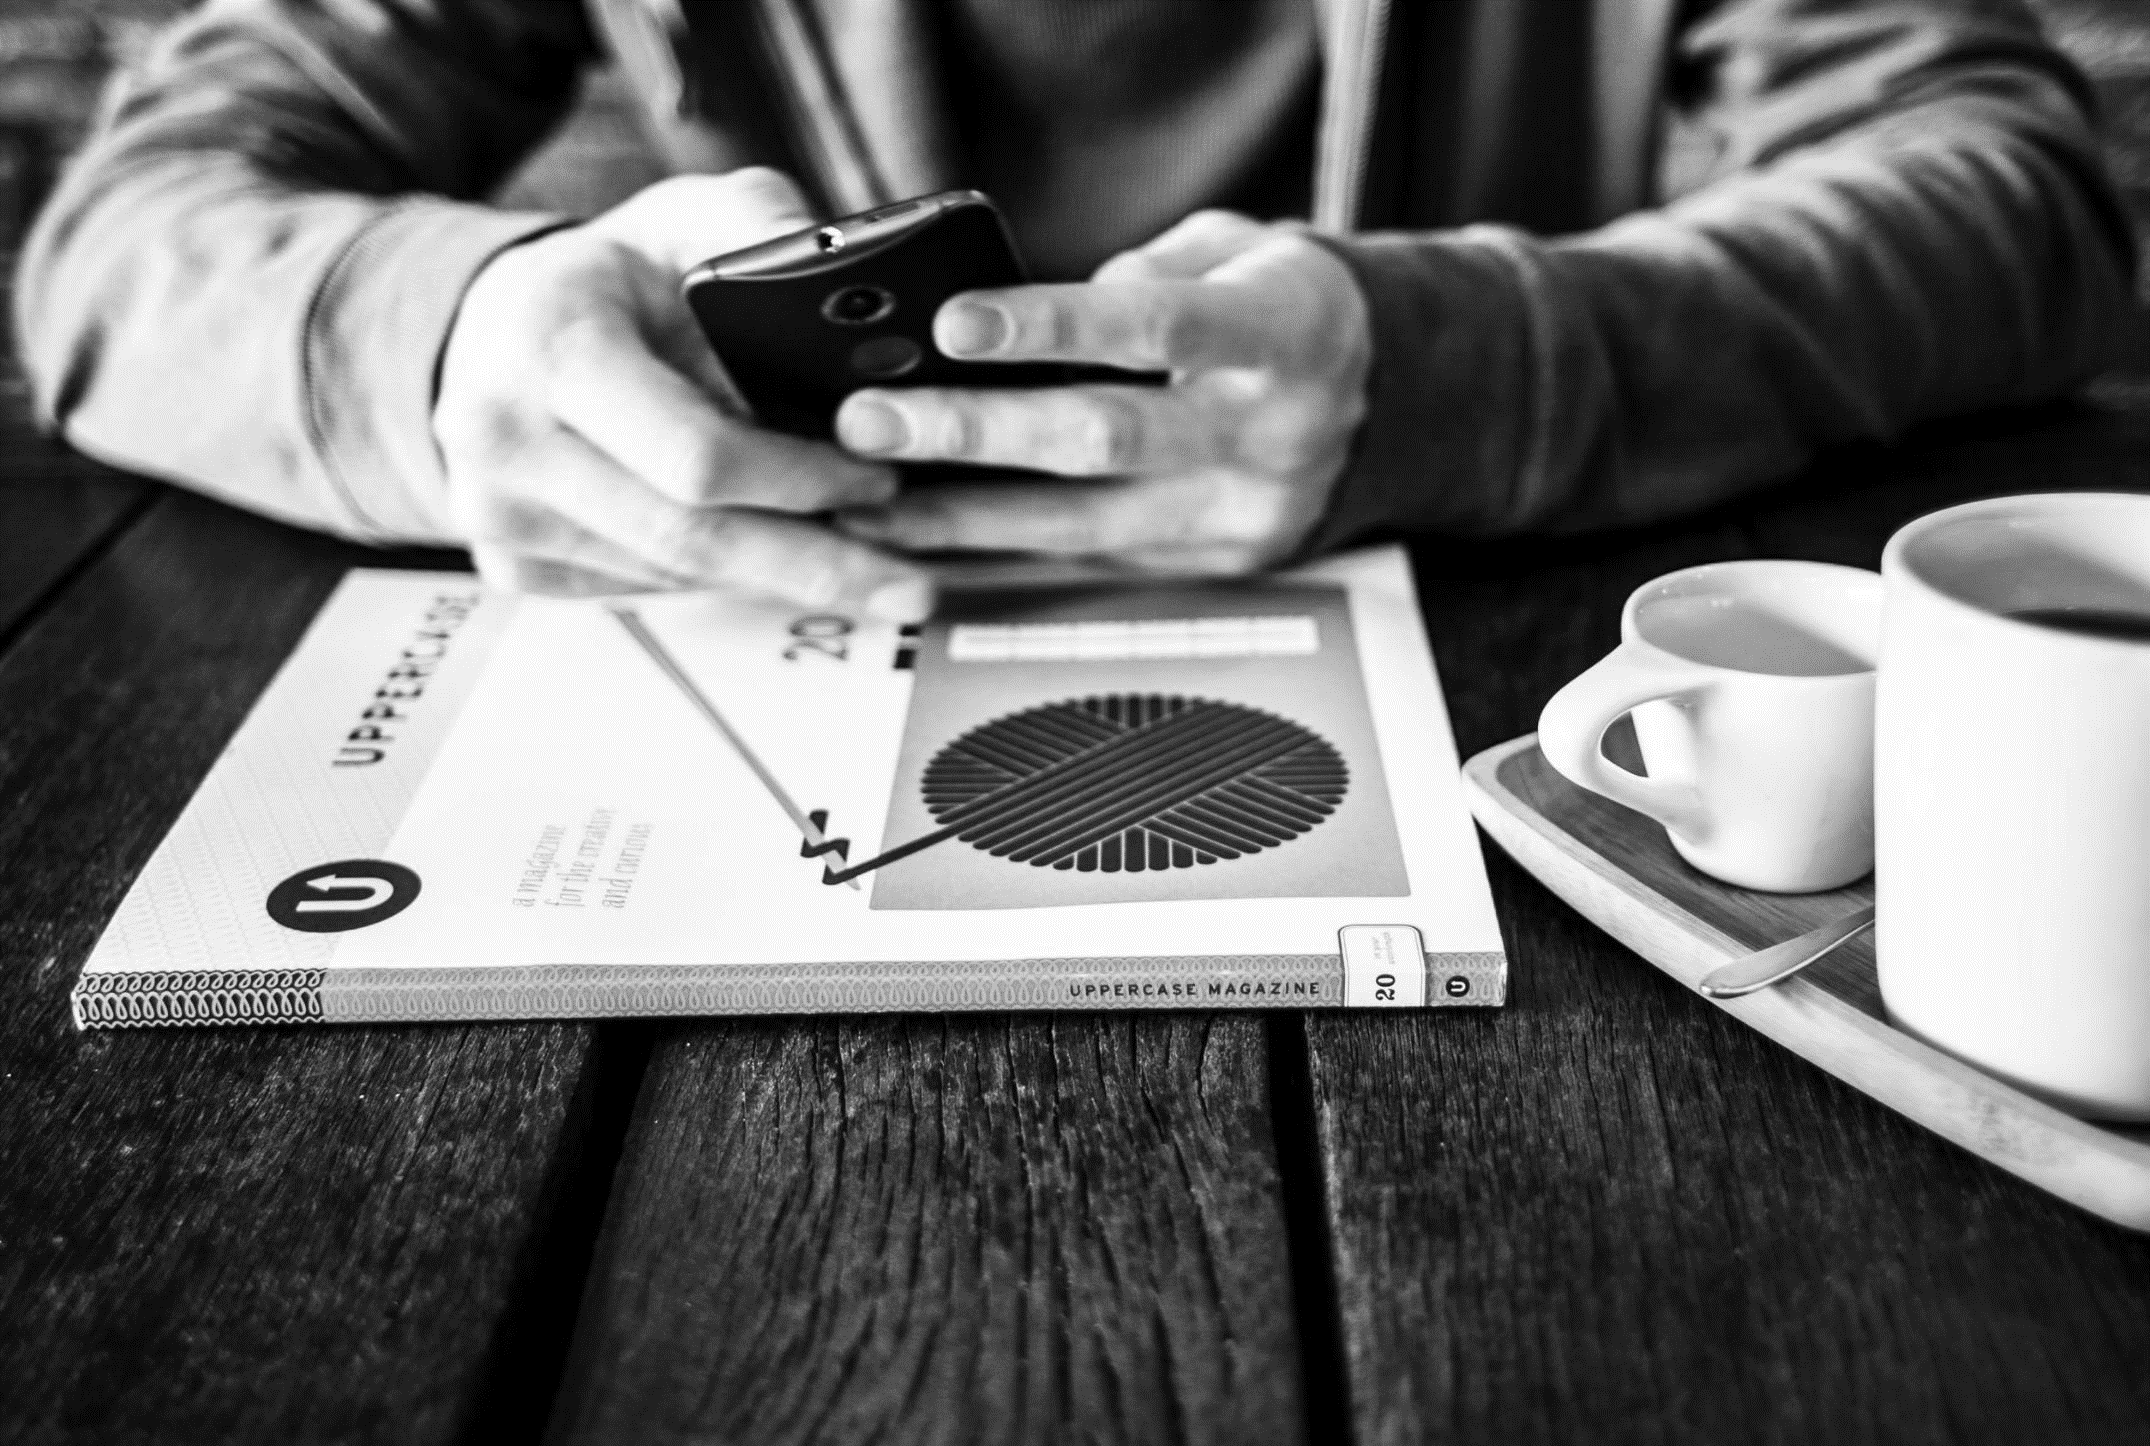 UPPERCASE
20
a magazine
for the creative
and curious
U
UPPERCASE MAGAZINE
20
U